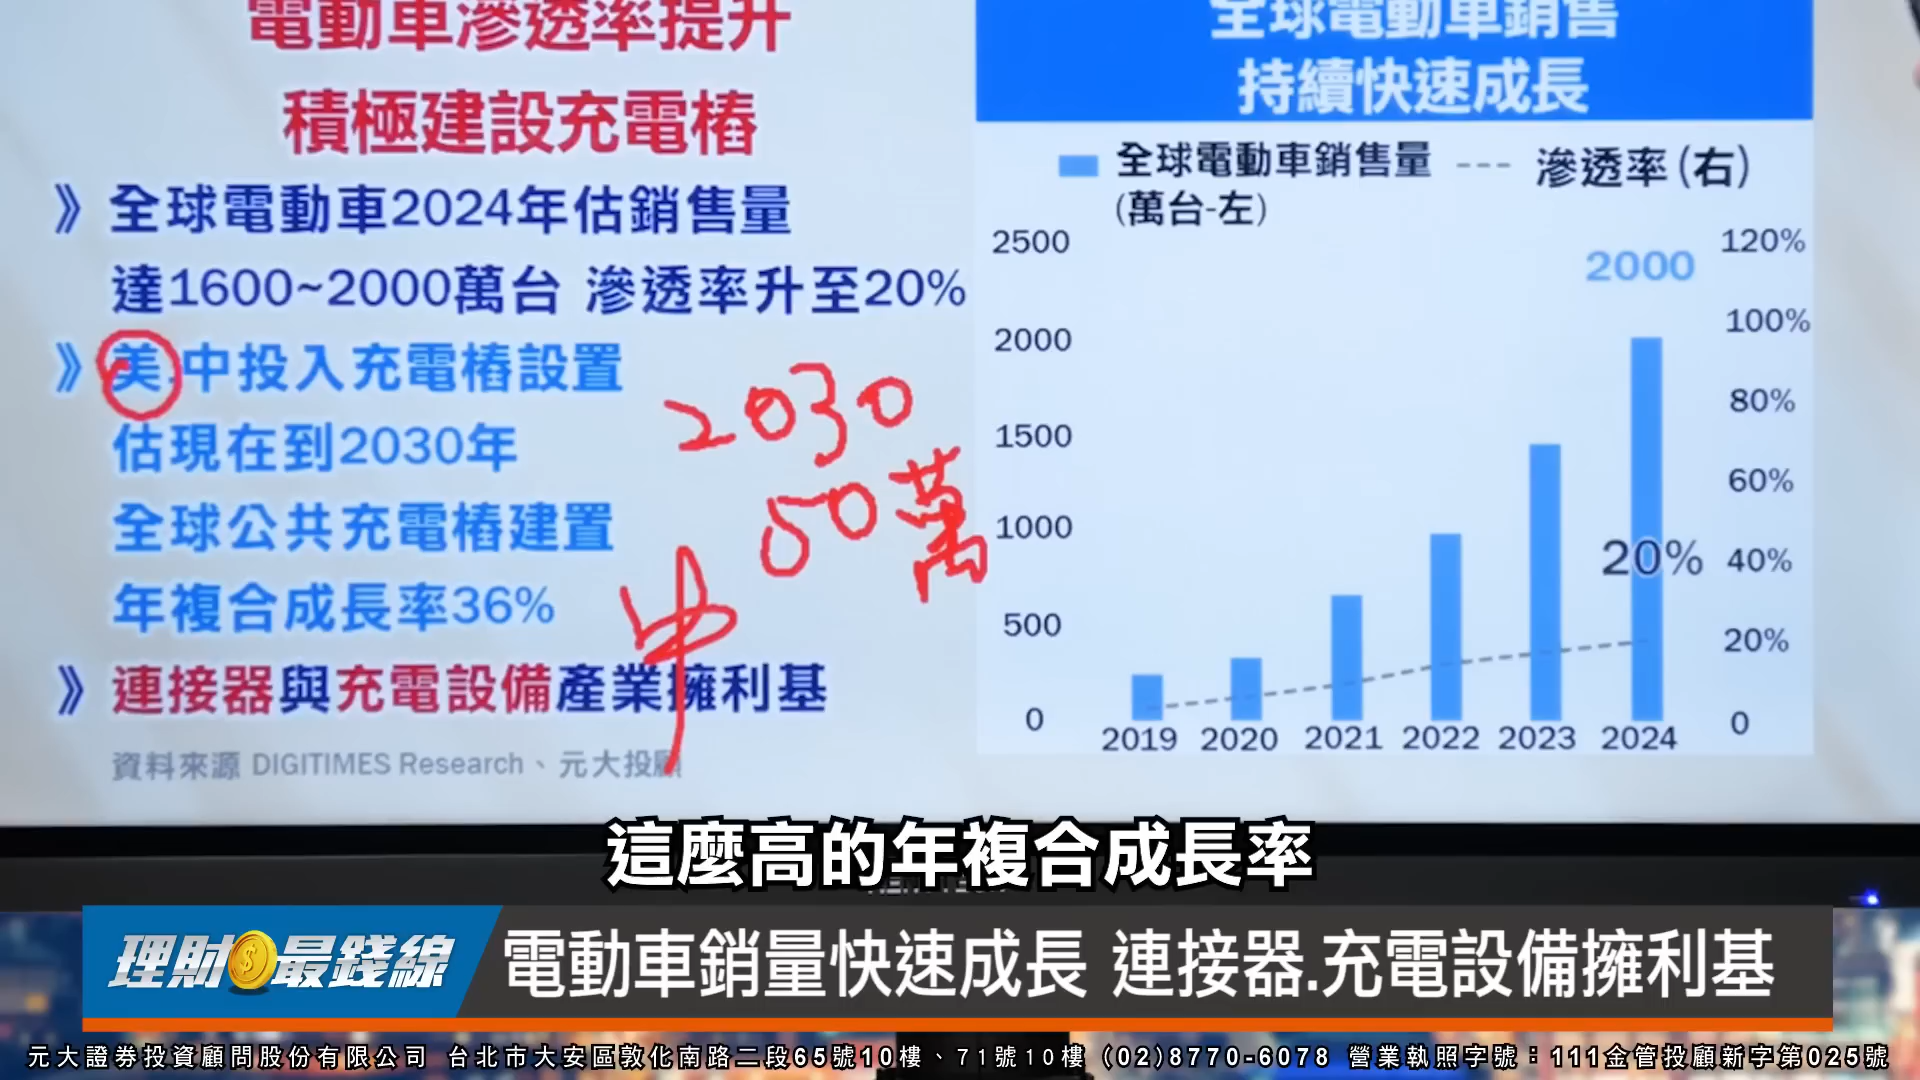 電動車滲透率提升
積極建設充電樁
》全球電動車2024年估銷售量
達1600~2000萬台 滲透率升至20%
》美.中投入充電樁設置
估現在到2030年
全球公共充電樁建置
年複合成長率36%
》連接器與充電設備產業擁利基
資料來源 DIGITIMES Research、元大投顧
2030
50萬
中
全球電動車銷售
持續快速成長
全球電動車銷售量
(萬台-左)
滲透率(右)
2500
2000
1500
1000
500
0
2000
20%
120%
100%
80%
60%
40%
20%
0
2019 2020 2021 2022 2023 2024
這麼高的年複合成長率
理財最錢線
電動車銷量快速成長 連接器.充電設備擁利基
元大證券投資顧問股份有限公司 台北市大安區敦化南路二段65號10樓、71號10樓 (02)8770-6078 營業執照字號：111金管投顧新字第025號